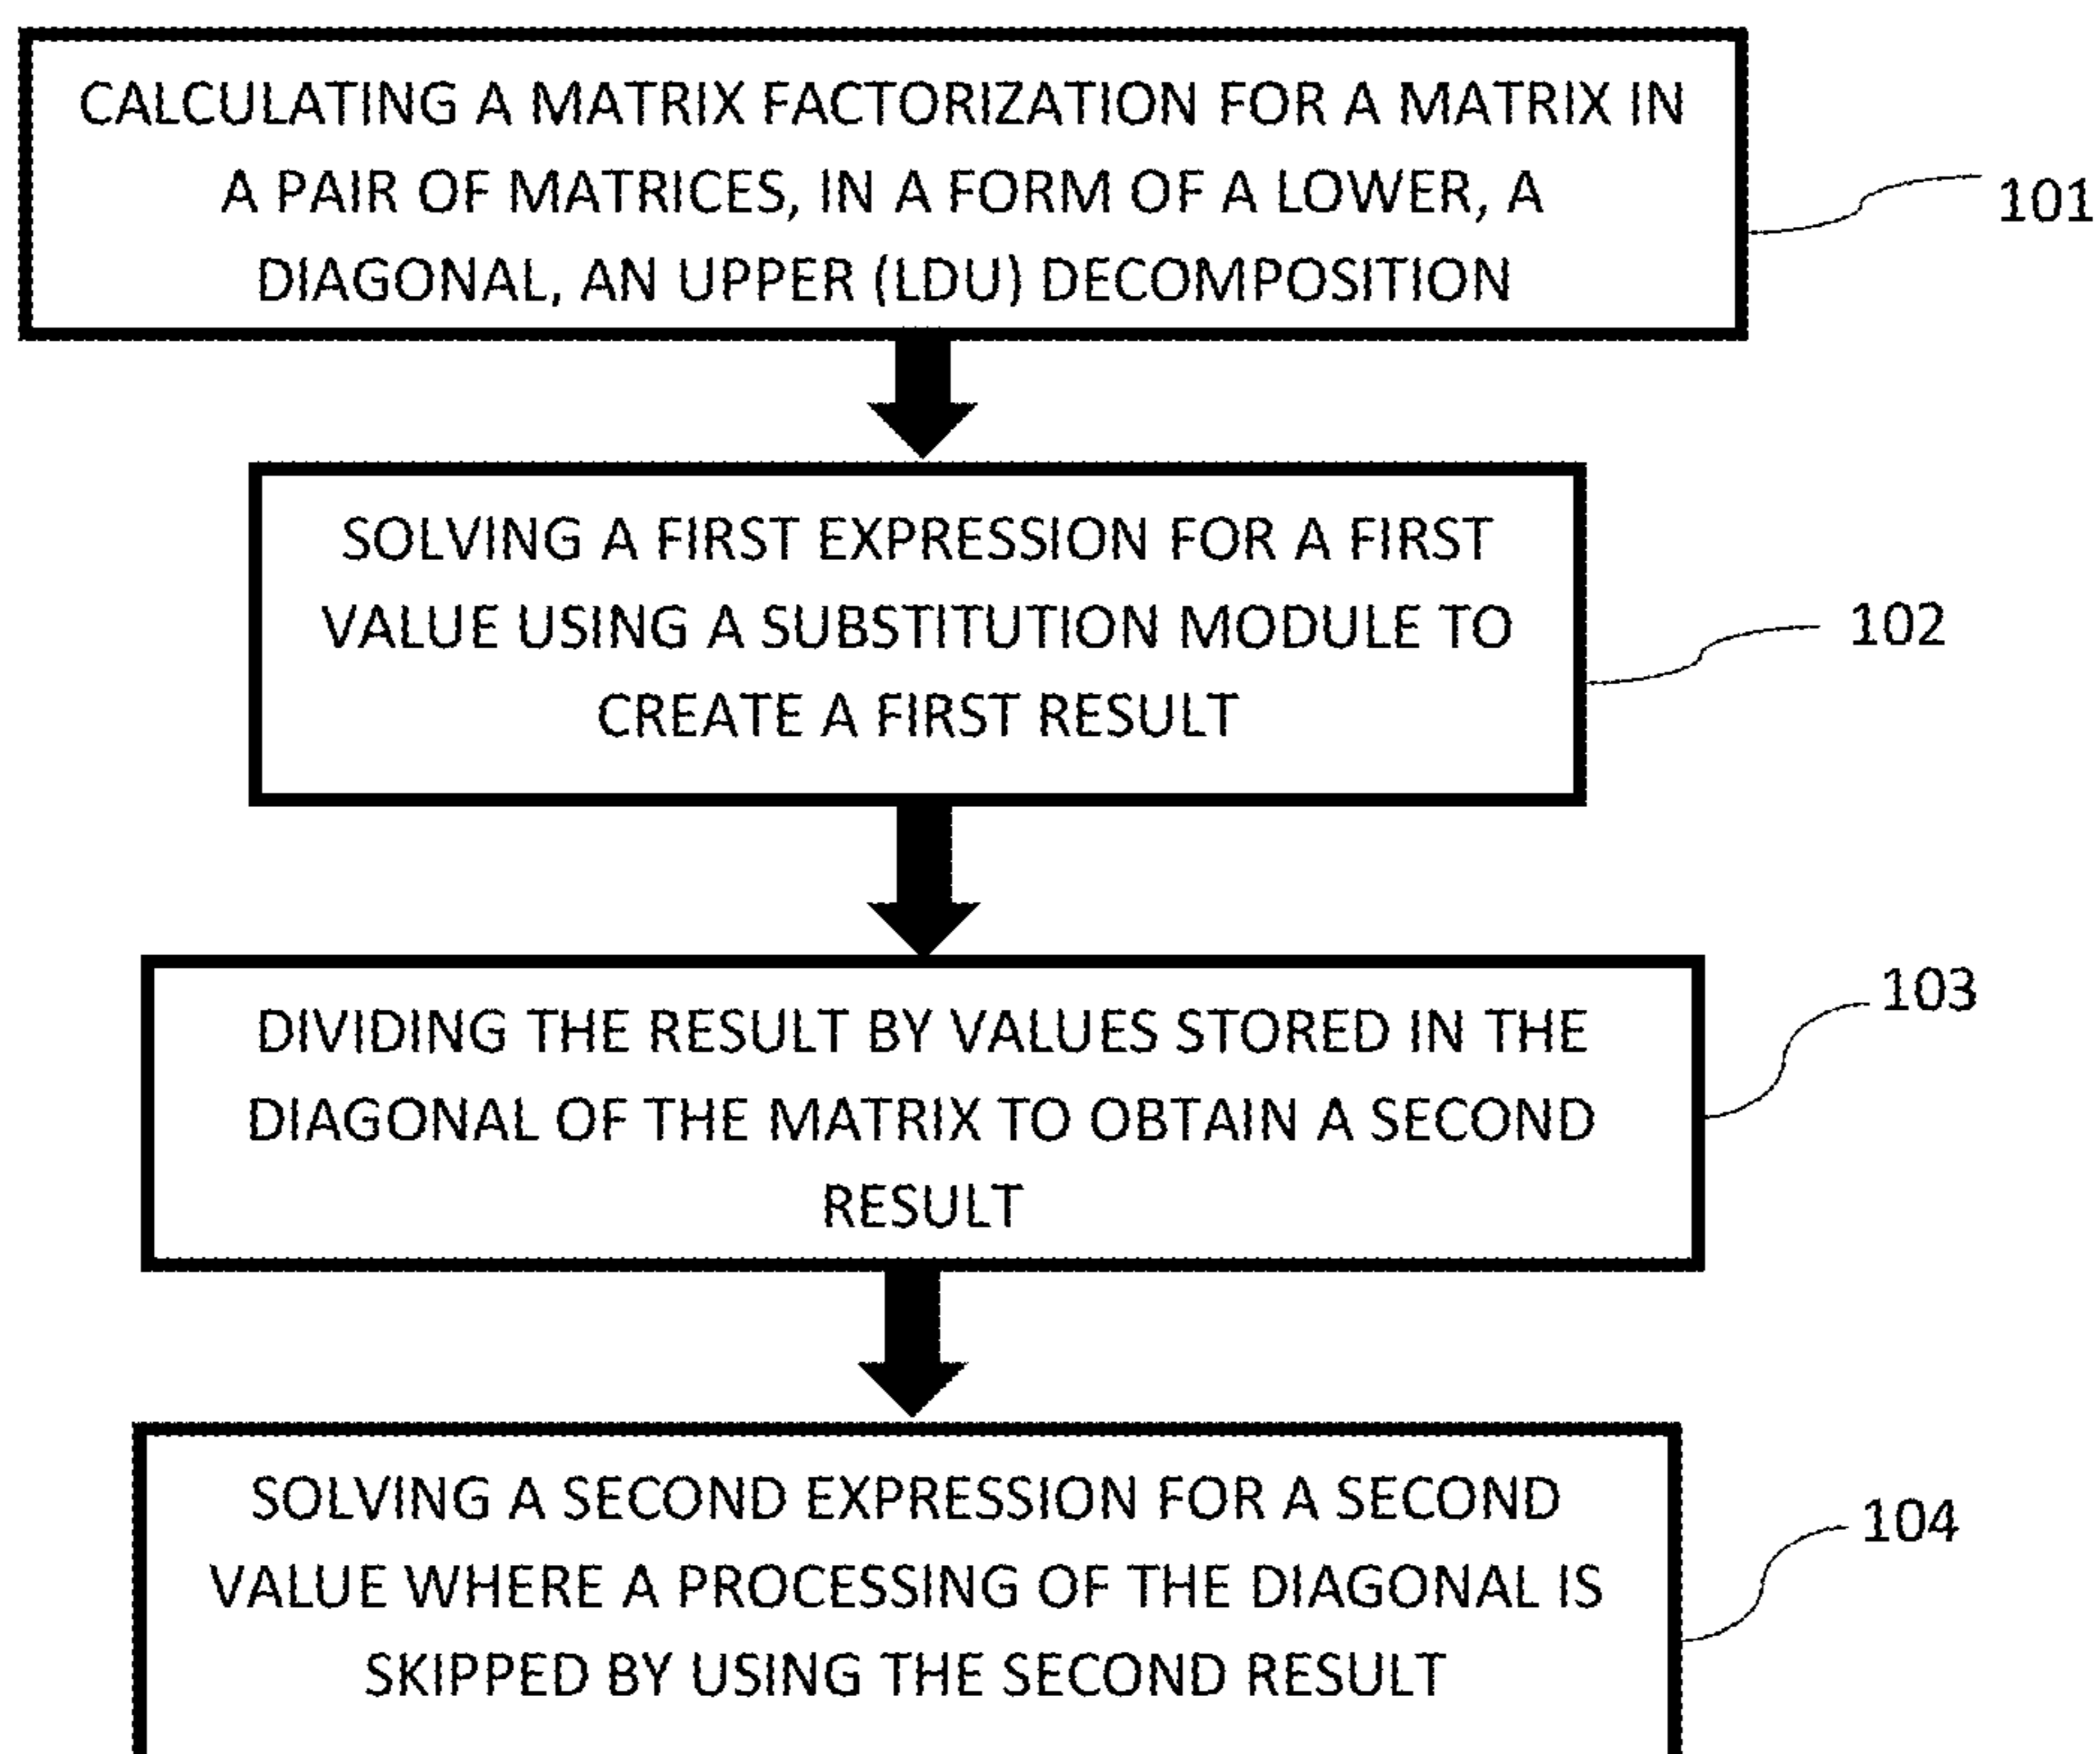 CALCULATING A MATRIX FACTORIZATION FOR A MATRIX IN
A PAIR OF MATRICES, IN A FORM OF A LOWER, A
DIAGONAL, AN UPPER (LDU) DECOMPOSITION
101
SOLVING A FIRST EXPRESSION FOR A FIRST
VALUE USING A SUBSTITUTION MODULE TO
CREATE A FIRST RESULT
102
DIVIDING THE RESULT BY VALUES STORED IN THE
DIAGONAL OF THE MATRIX TO OBTAIN A SECOND
RESULT
103
SOLVING A SECOND EXPRESSION FOR A SECOND
VALUE WHERE A PROCESSING OF THE DIAGONAL IS
SKIPPED BY USING THE SECOND RESULT
104